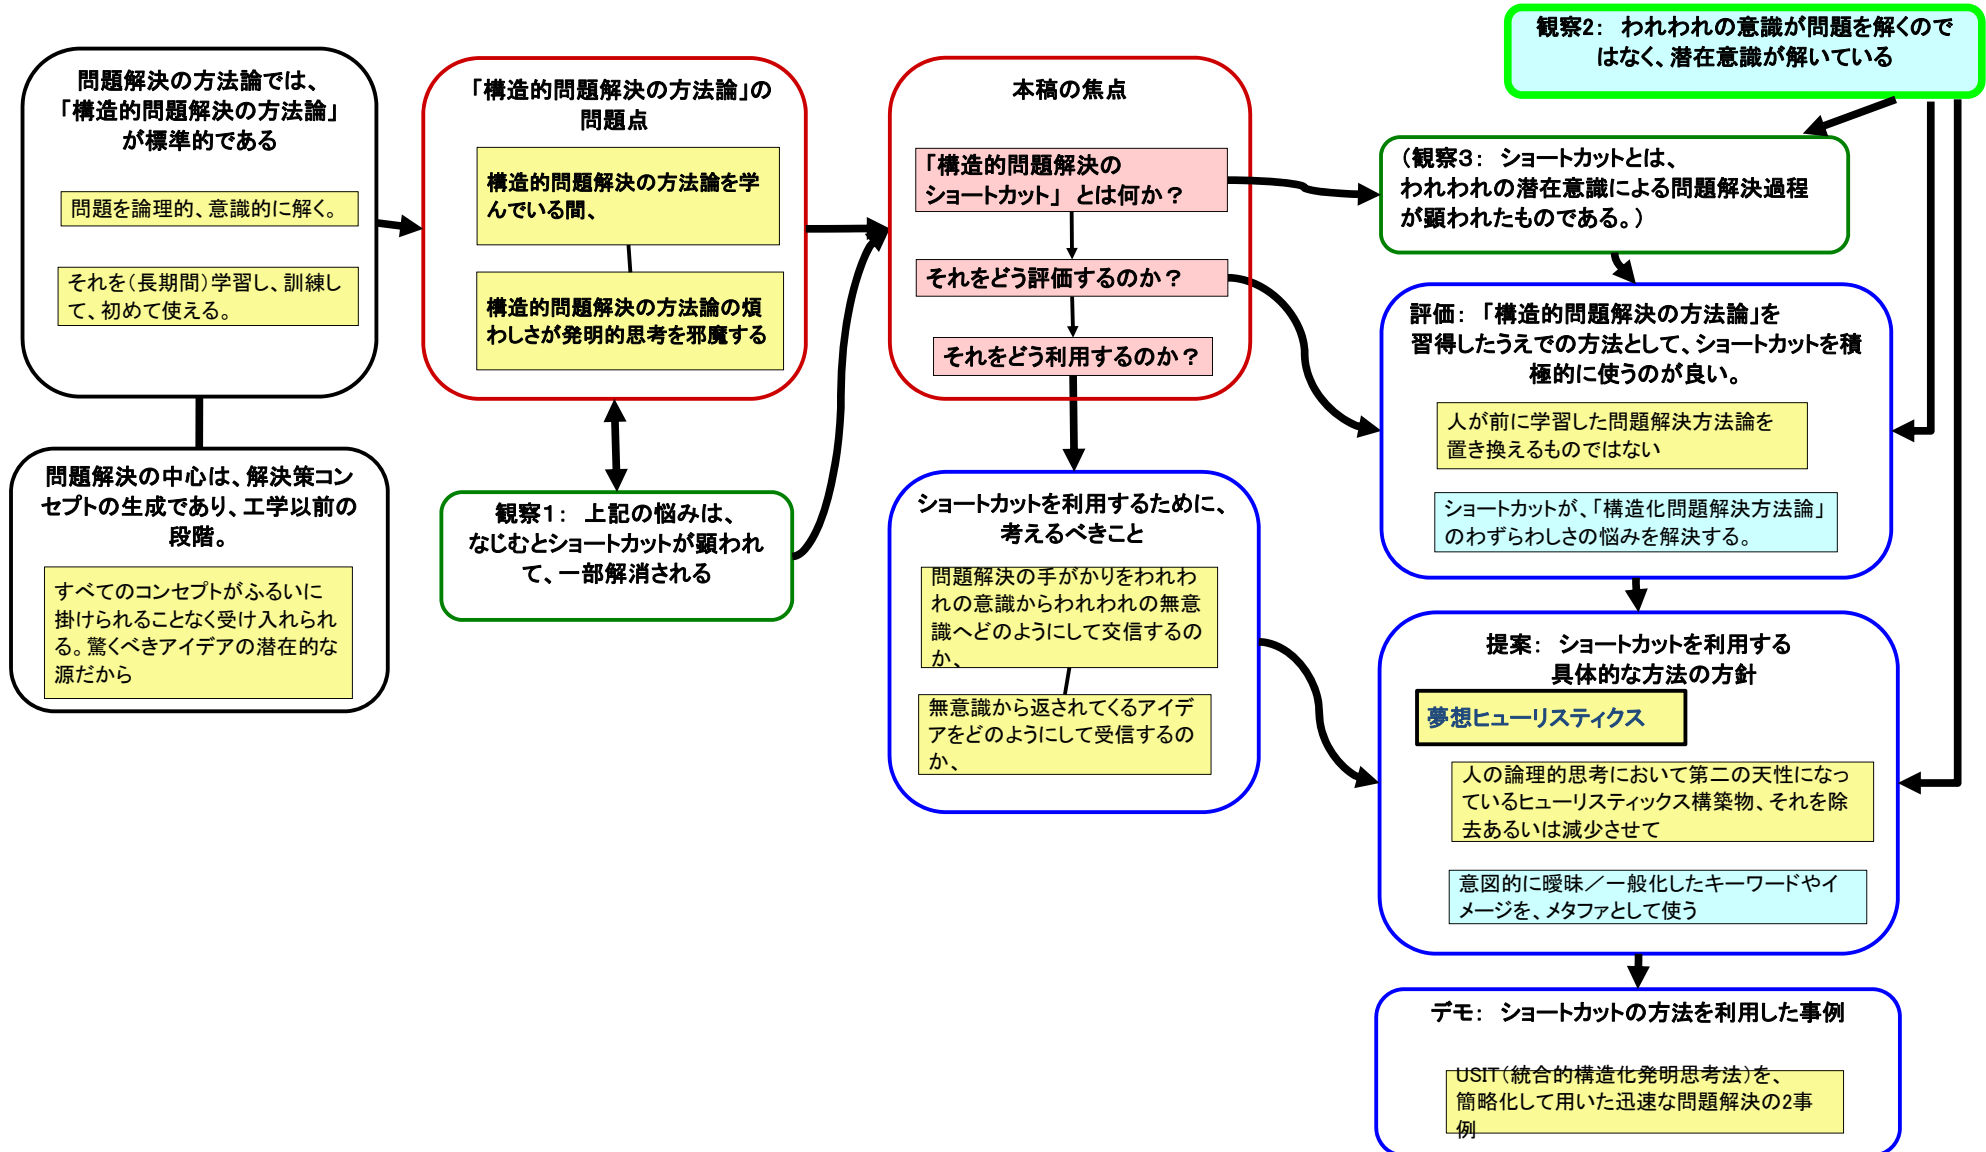 問題解決の方法論では、
「構造的問題解決の方法論」
が標準的である
問題を論理的、意識的に解く。
それを（長期間）学習し、訓練し
て、初めて使える。
問題解決の中心は、解決策コン
セプトの生成であり、工学以前の
段階。
すべてのコンセプトがふるいに
掛けられることなく受け入れられ
る。驚くべきアイデアの潜在的な
源だから
「構造的問題解決の方法論」の
問題点
構造的問題解決の方法論を学
んでいる間、
構造的問題解決の方法論の煩
わしさが発明的思考を邪魔する
観察１：　上記の悩みは、
なじむとショートカットが顕われ
て、一部解消される
本稿の焦点
「構造的問題解決の
ショートカット」　とは何か？
それをどう評価するのか？
それをどう利用するのか？
ショートカットを利用するために、
考えるべきこと
問題解決の手がかりをわれわ
れの意識からわれわれの無意
識へどのようにして交信するの
か、
無意識から返されてくるアイデ
アをどのようにして受信するの
か、
観察2：　われわれの意識が問題を解くので
はなく、潜在意識が解いている
（観察３：　ショートカットとは、
われわれの潜在意識による問題解決過程
が顕われたものである。）
評価：　「構造的問題解決の方法論」を
習得したうえでの方法として、ショートカットを積
極的に使うのが良い。
人が前に学習した問題解決方法論を
置き換えるものではない
ショートカットが、「構造化問題解決方法論」
のわずらわしさの悩みを解決する。
提案：　ショートカットを利用する
具体的な方法の方針
夢想ヒューリスティクス
人の論理的思考において第二の天性になっ
ているヒューリスティックス構築物、それを除
去あるいは減少させて
意図的に曖昧／一般化したキーワードやイ
メージを、メタファとして使う
デモ：　ショートカットの方法を利用した事例
USIT（統合的構造化発明思考法）を、
簡略化して用いた迅速な問題解決の2事
例